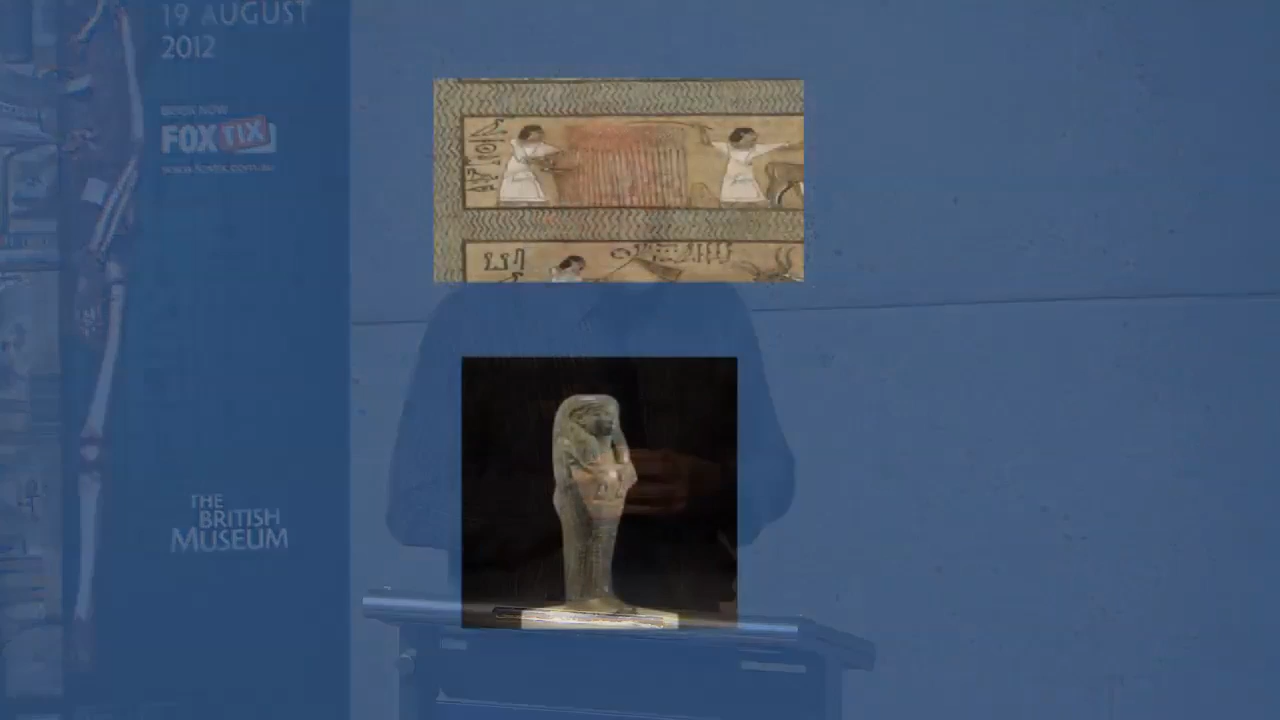 19 AUGUST
2012
BOOK NOW
FOXTIX
www.foxtix.com.au
THE
BRITISH
MUSEUM